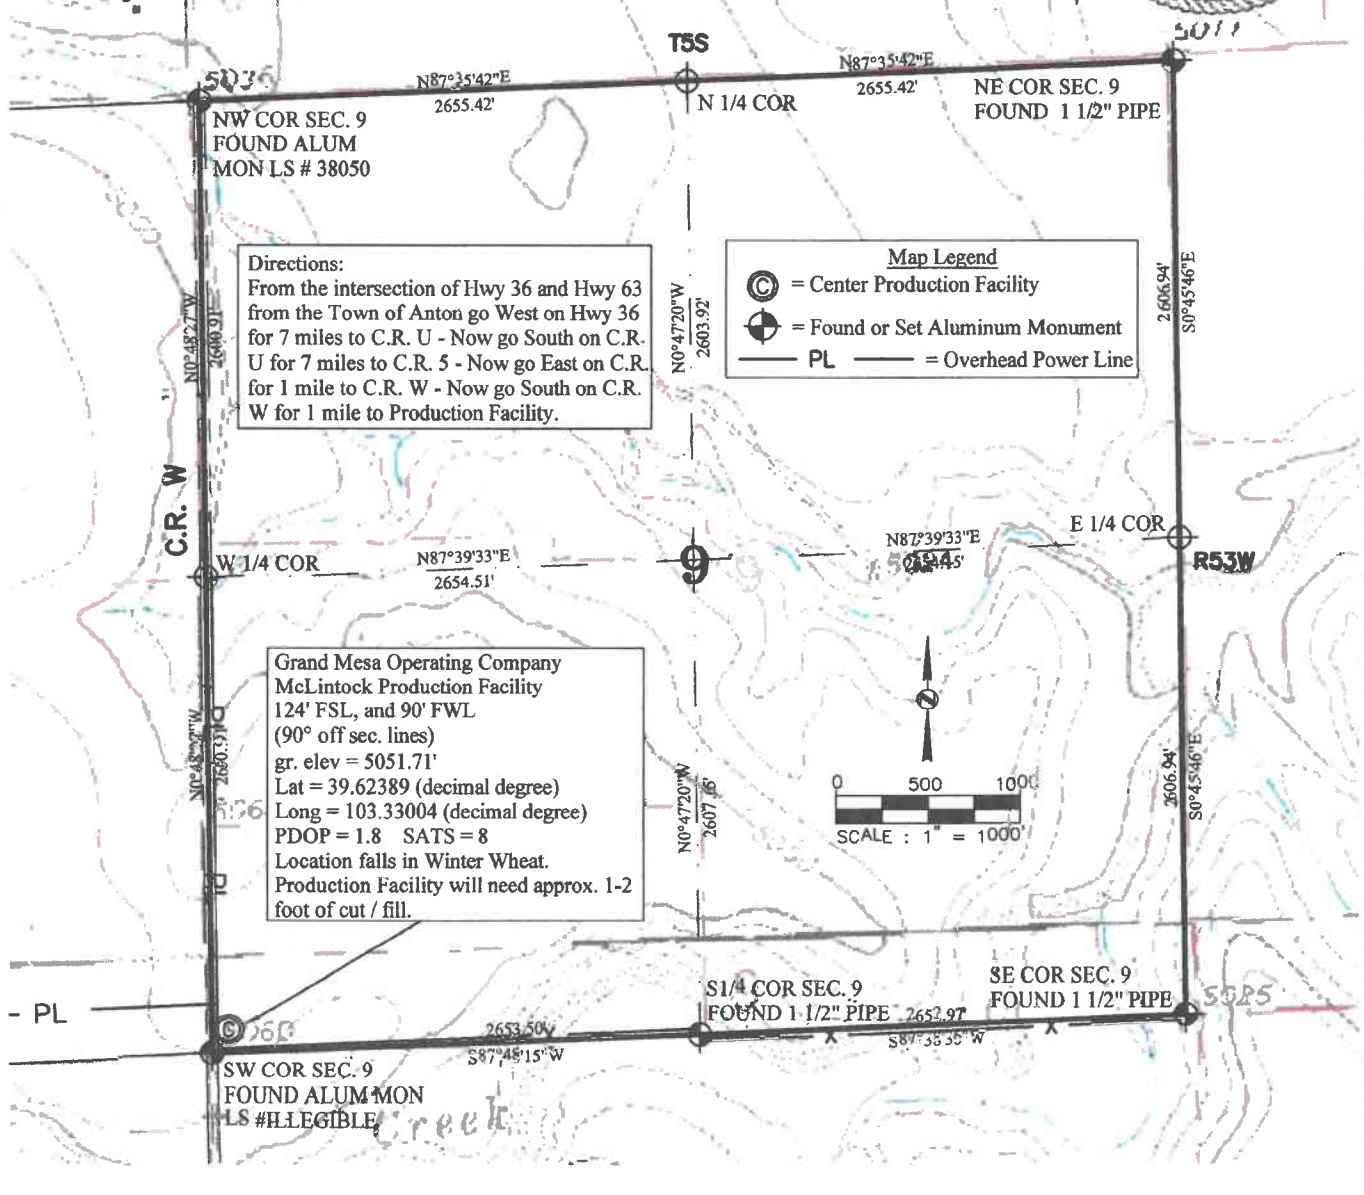 T5S
N87°35'42"E
2655.42'
N87°35'42"E
2655.42'
N 1/4 COR
NW COR SEC. 9
FOUND ALUM
MON LS # 38050
NE COR SEC. 9
FOUND 1 1/2" PIPE
Directions:
From the intersection of Hwy 36 and Hwy 63
from the Town of Anton go West on Hwy 36
for 7 miles to C.R. U - Now go South on C.R.
U for 7 miles to C.R. 5 - Now go East on C.R.
for 1 mile to C.R. W - Now go South on C.R.
W for 1 mile to Production Facility.
Map Legend
© = Center Production Facility
= Found or Set Aluminum Monument
PL = Overhead Power Line
N0°48'27"W
2600.91'
N0°47'20"W
2603.92'
2606.94'
S0°45'46"E
C.R. W
W 1/4 COR
N87°39'33"E
2654.51'
9
N87°39'33"E
E 1/4 COR
R53W
Grand Mesa Operating Company
McLintock Production Facility
124' FSL, and 90' FWL
(90° off sec. lines)
gr. elev = 5051.71'
Lat = 39.62389 (decimal degree)
Long = 103.33004 (decimal degree)
PDOP = 1.8 SATS = 8
Location falls in Winter Wheat.
Production Facility will need approx. 1-2
foot of cut / fill.
N0°48'27"W
PL
PL
N0°47'20"W
N
0 500 1000
SCALE : 1" = 1000'
2606.94'
S0°45'46"E
- PL
©
2653.50'
S87°48'15"W
S1/4 COR SEC. 9
FOUND 1 1/2" PIPE
2652.97'
X
X
SE COR SEC. 9
FOUND 1 1/2" PIPE
SW COR SEC. 9
FOUND ALUM MON
LS #ILLEGIBLE
Creek